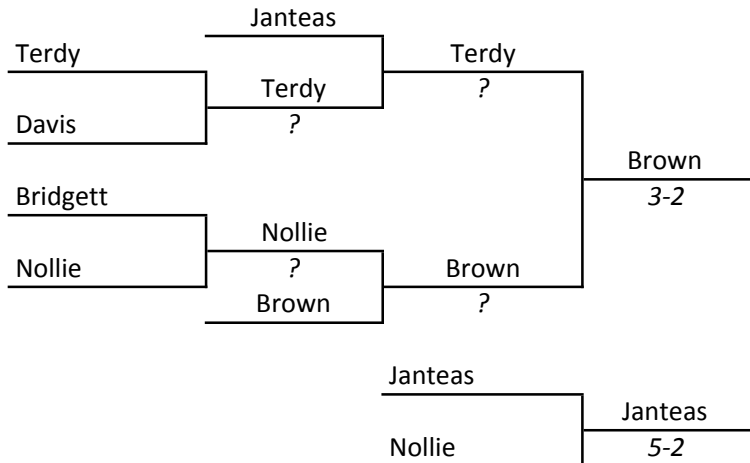 Janteas
Terdy
Terdy
Terdy
?
?
Davis
Brown
3-2
Bridgett
Nollie
?
Nollie
Brown
?
Brown
Janteas
Janteas
5-2
Nollie